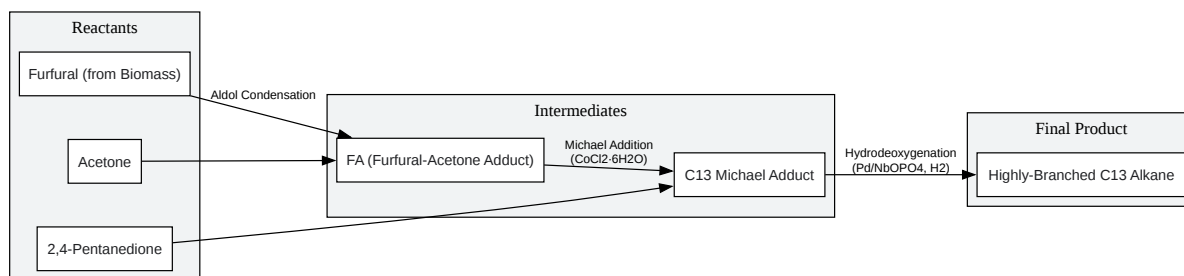 Reactants
Furfural (from Biomass)
Acetone
2,4-Pentanedione
Aldol Condensation
Intermediates
FA (Furfural-Acetone Adduct)
Michael Addition
(CoCl2·6H2O)
C13 Michael Adduct
Hydrodeoxygenation
(Pd/NbOPO4, H2)
Final Product
Highly-Branched C13 Alkane